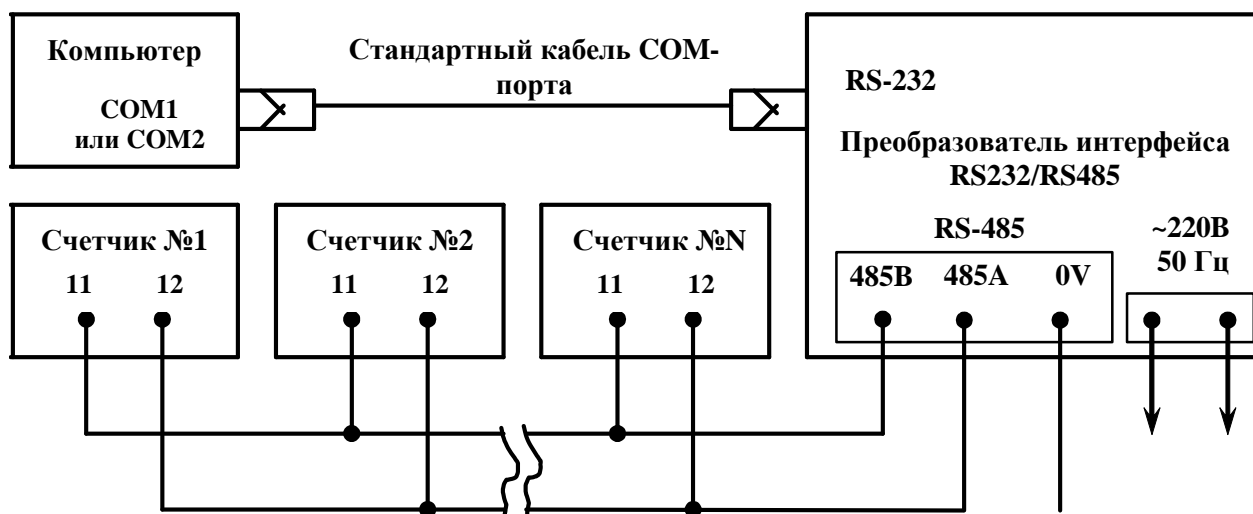 Компьютер
COM1
или COM2
Стандартный кабель COM-
порта
RS-232
Преобразователь интерфейса
RS232/RS485
RS-485
~220В
50 Гц
485B 485A 0V
Счетчик №1
11 12
Счетчик №2
11 12
Счетчик №N
11 12